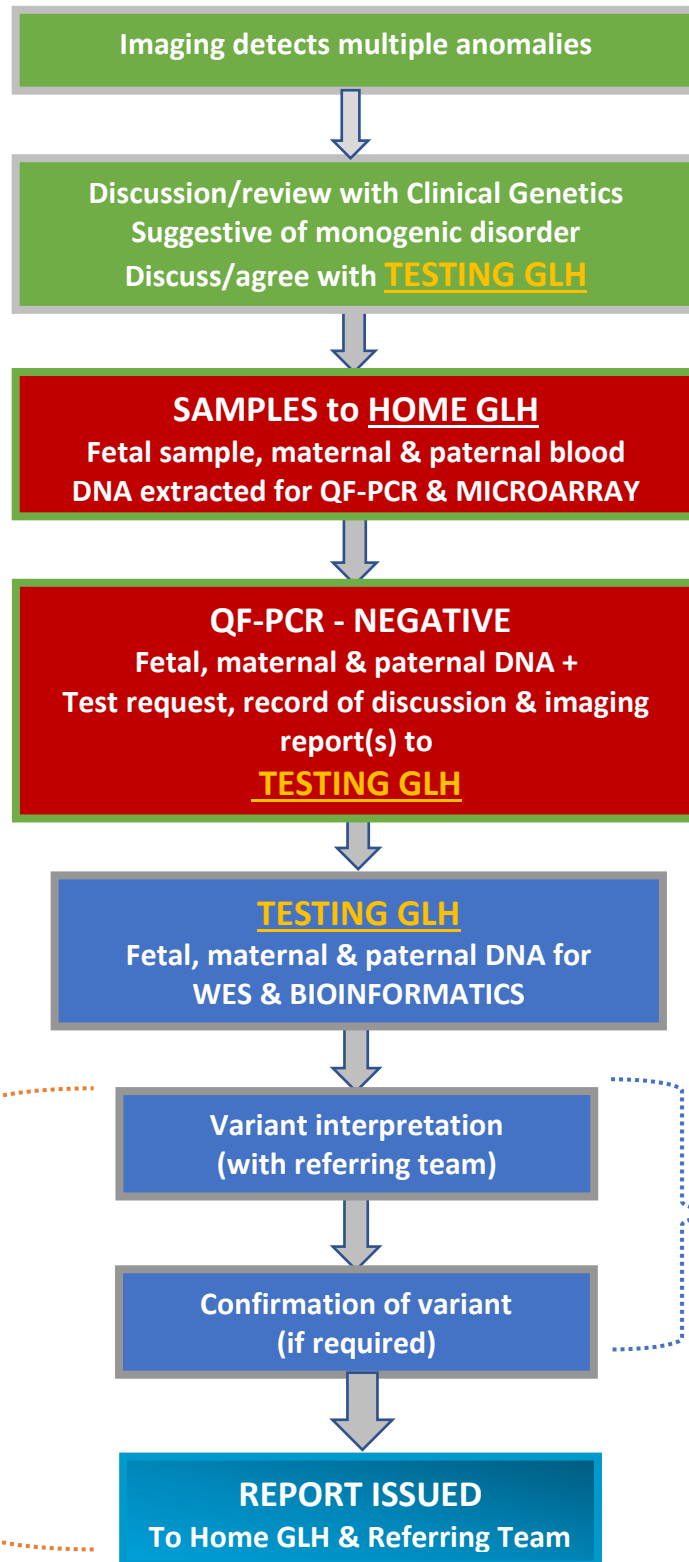 Imaging detects multiple anomalies
Discussion/review with Clinical Genetics
Suggestive of monogenic disorder
Discuss/agree with TESTING GLH
SAMPLES to HOME GLH
Fetal sample, maternal & paternal blood
DNA extracted for QF-PCR & MICROARRAY
QF-PCR - NEGATIVE
Fetal, maternal & paternal DNA +
Test request, record of discussion & imaging
report(s) to
TESTING GLH
TESTING GLH
Fetal, maternal & paternal DNA for
WES & BIOINFORMATICS
Variant interpretation
(with referring team)
Confirmation of variant
(if required)
REPORT ISSUED
To Home GLH & Referring Team